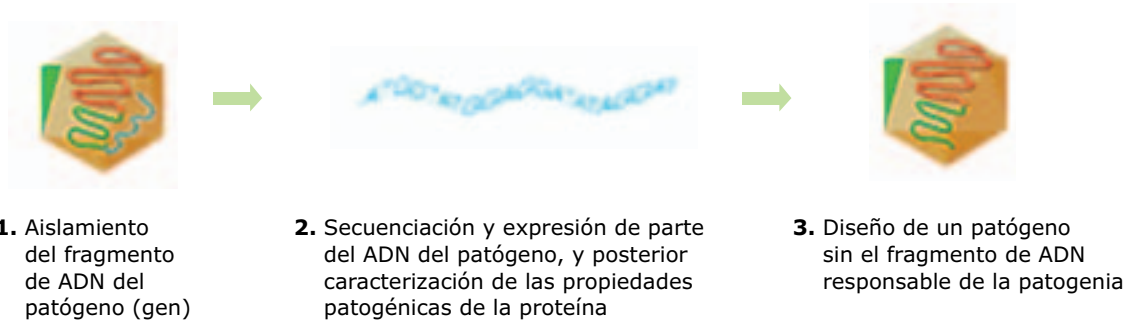 1. Aislamiento
del fragmento
de ADN del
patógeno (gen)
2. Secuenciación y expresión de parte
del ADN del patógeno, y posterior
caracterización de las propiedades
patogénicas de la proteína
3. Diseño de un patógeno
sin el fragmento de ADN
responsable de la patogenia